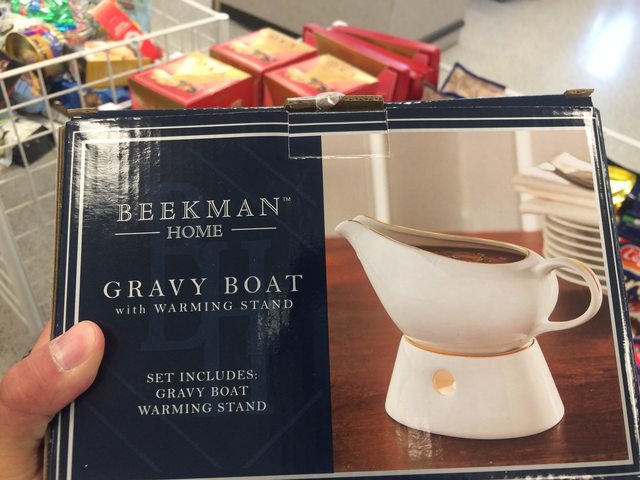 BEEKMAN™
HOME
GRAVY BOAT
with WARMING STAND
SET INCLUDES:
GRAVY BOAT
WARMING STAND